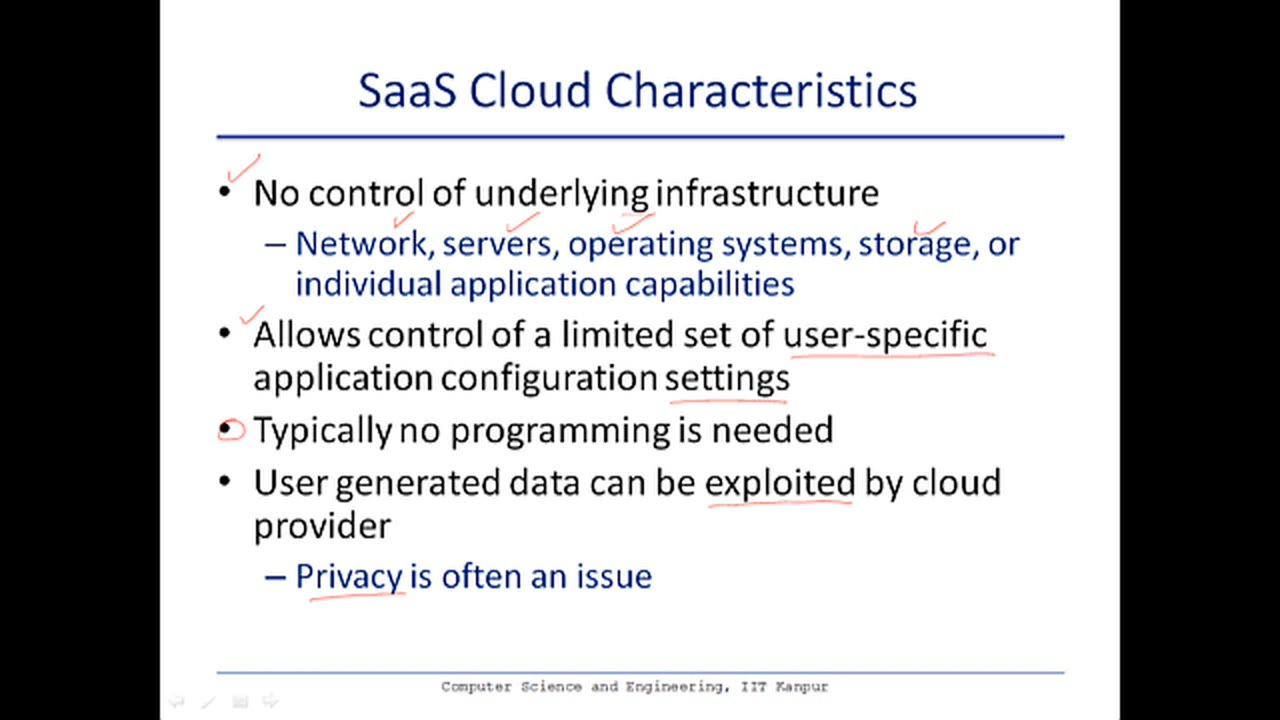 SaaS Cloud Characteristics
• No control of underlying infrastructure
– Network, servers, operating systems, storage, or
individual application capabilities
• Allows control of a limited set of user-specific
application configuration settings
• Typically no programming is needed
• User generated data can be exploited by cloud
provider
– Privacy is often an issue
Computer Science and Engineering, IIT Kanpur